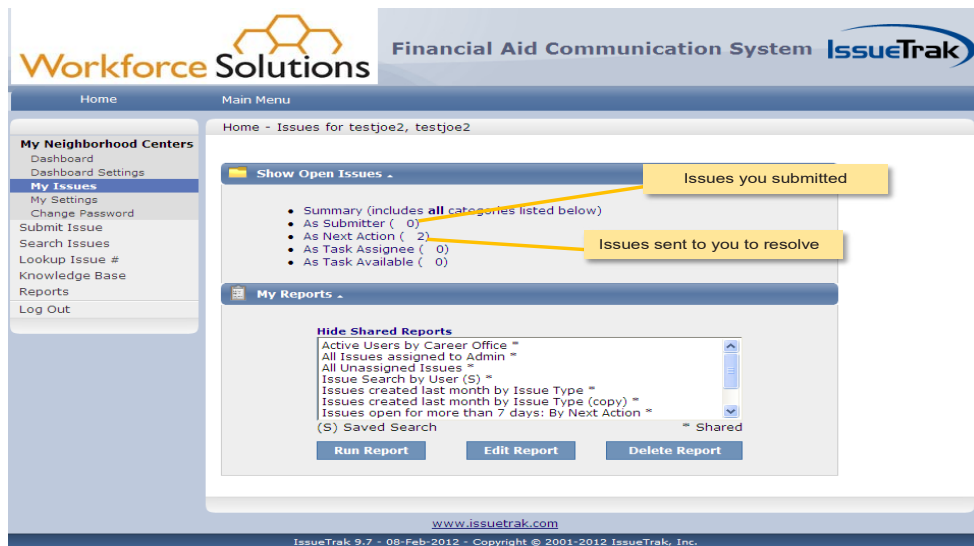 Workforce Solutions
Financial Aid Communication System
IssueTrak
Home
Main Menu
Home - Issues for testjoe2, testjoe2
My Neighborhood Centers
Dashboard
Dashboard Settings
My Issues
My Settings
Change Password
Submit Issue
Search Issues
Lookup Issue #
Knowledge Base
Reports
Log Out
Show Open Issues
Issues you submitted
Summary (includes all categories listed below)
As Submitter ( 0)
As Next Action ( 2)
Issues sent to you to resolve
As Task Assignee ( 0)
As Task Available ( 0)
My Reports
Hide Shared Reports
Active Users by Career Office *
All Issues assigned to Admin *
All Unassigned Issues *
Issue Search by User (S) *
Issues created last month by Issue Type *
Issues created last month by Issue Type (copy) *
Issues open for more than 7 days: By Next Action *
(S) Saved Search
* Shared
Run Report
Edit Report
Delete Report
www.issuetrak.com
IssueTrak 9.7 - 08-Feb-2012 - Copyright © 2001-2012 IssueTrak, Inc.